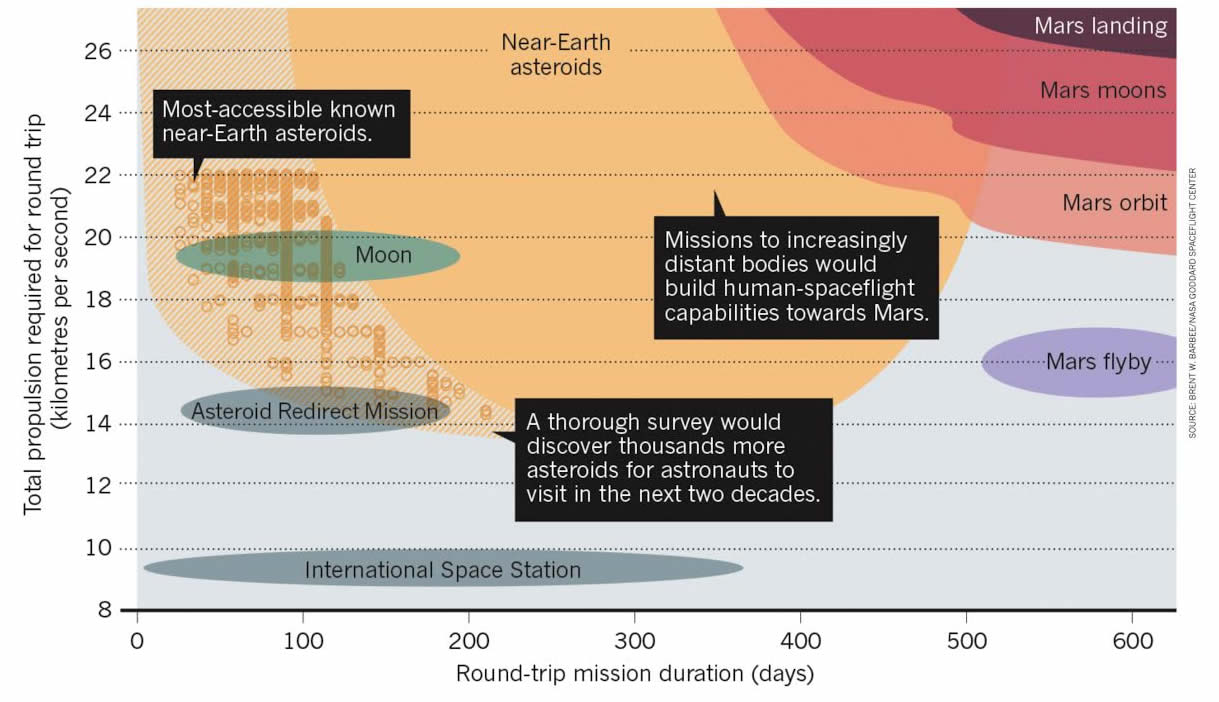 Total propulsion required for round trip
(kilometres per second)
26
24
22
20
18
16
14
12
10
8
Near-Earth
asteroids
Mars landing
Mars moons
Mars orbit
Mars flyby
Most-accessible known
near-Earth asteroids.
Moon
Missions to increasingly
distant bodies would
build human-spaceflight
capabilities towards Mars.
Asteroid Redirect Mission
A thorough survey would
discover thousands more
asteroids for astronauts to
visit in the next two decades.
International Space Station
0
100
200
300
400
500
600
Round-trip mission duration (days)
SOURCE: BRENT W. BARBEE/NASA GODDARD SPACEFLIGHT CENTER